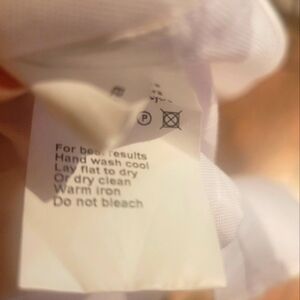 P
For best results
Hand wash cool
Lay flat to dry
Or dry clean
Warm iron
Do not bleach